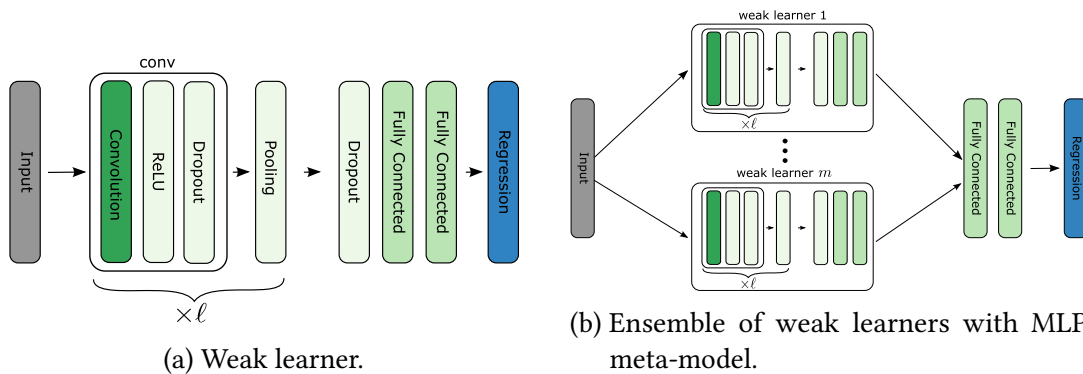 conv
Input
Convolution
ReLU
Dropout
Pooling
Dropout
Fully Connected
Fully Connected
Regression
×ℓ
(a) Weak learner.
weak learner 1
×ℓ
Input
weak learner m
×ℓ
Fully Connected
Fully Connected
Regression
(b) Ensemble of weak learners with MLP
meta-model.